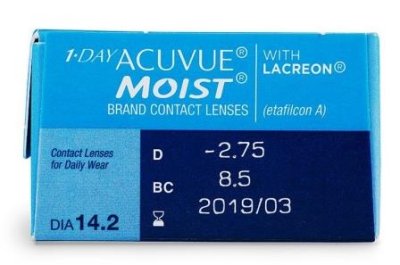 1·DAY ACUVUE® WITH
MOIST® LACREON®
BRAND CONTACT LENSES (etafilcon A)
Contact Lenses
for Daily Wear
D -2.75
BC 8.5
2019/03
DIA 14.2